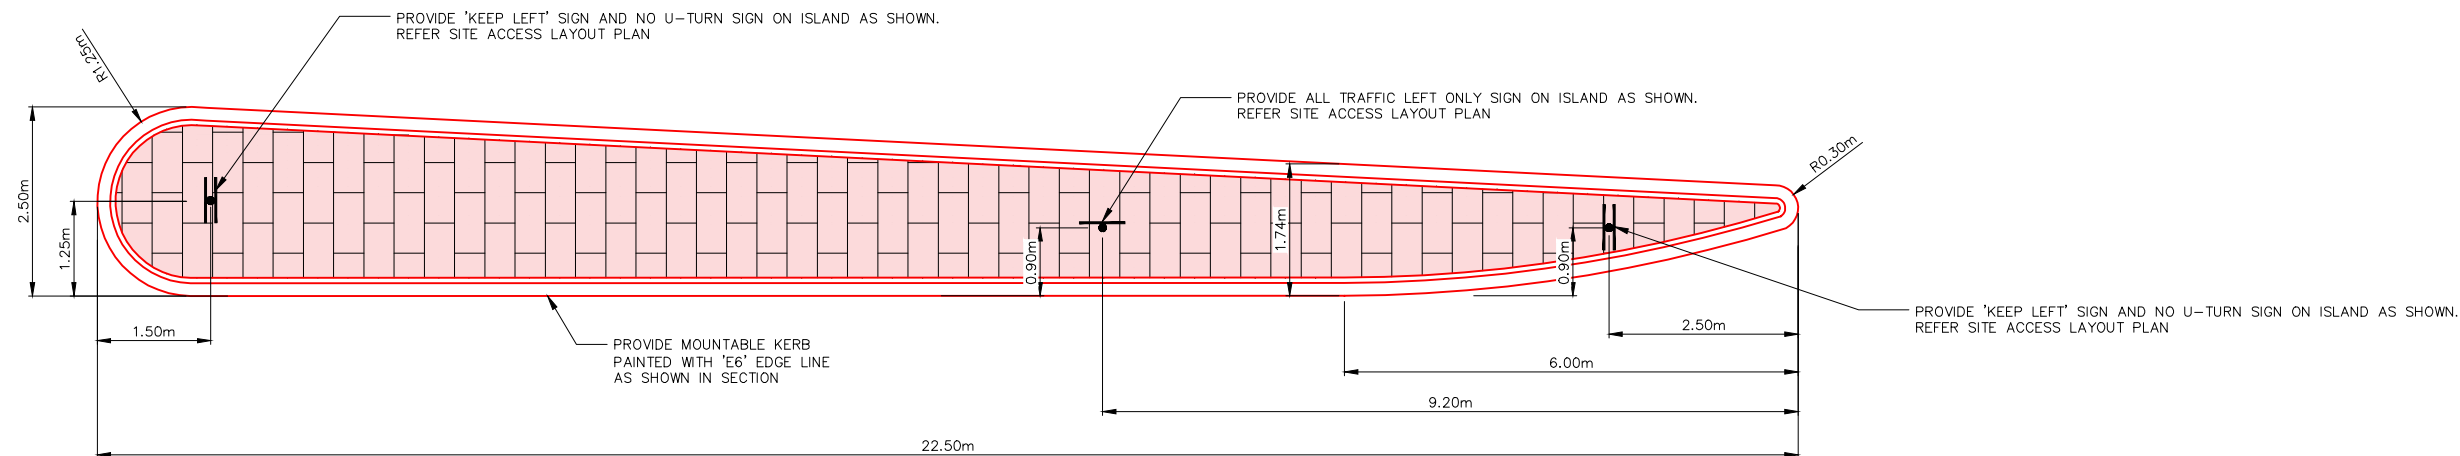 PROVIDE 'KEEP LEFT' SIGN AND NO U-TURN SIGN ON ISLAND AS SHOWN.
REFER SITE ACCESS LAYOUT PLAN
R1.25m
PROVIDE ALL TRAFFIC LEFT ONLY SIGN ON ISLAND AS SHOWN.
REFER SITE ACCESS LAYOUT PLAN
R0.30m
2.50m
1.25m
0.90m
1.74m
0.90m
1.50m
PROVIDE MOUNTABLE KERB
PAINTED WITH 'E6' EDGE LINE
AS SHOWN IN SECTION
PROVIDE 'KEEP LEFT' SIGN AND NO U-TURN SIGN ON ISLAND AS SHOWN.
REFER SITE ACCESS LAYOUT PLAN
2.50m
6.00m
9.20m
22.50m